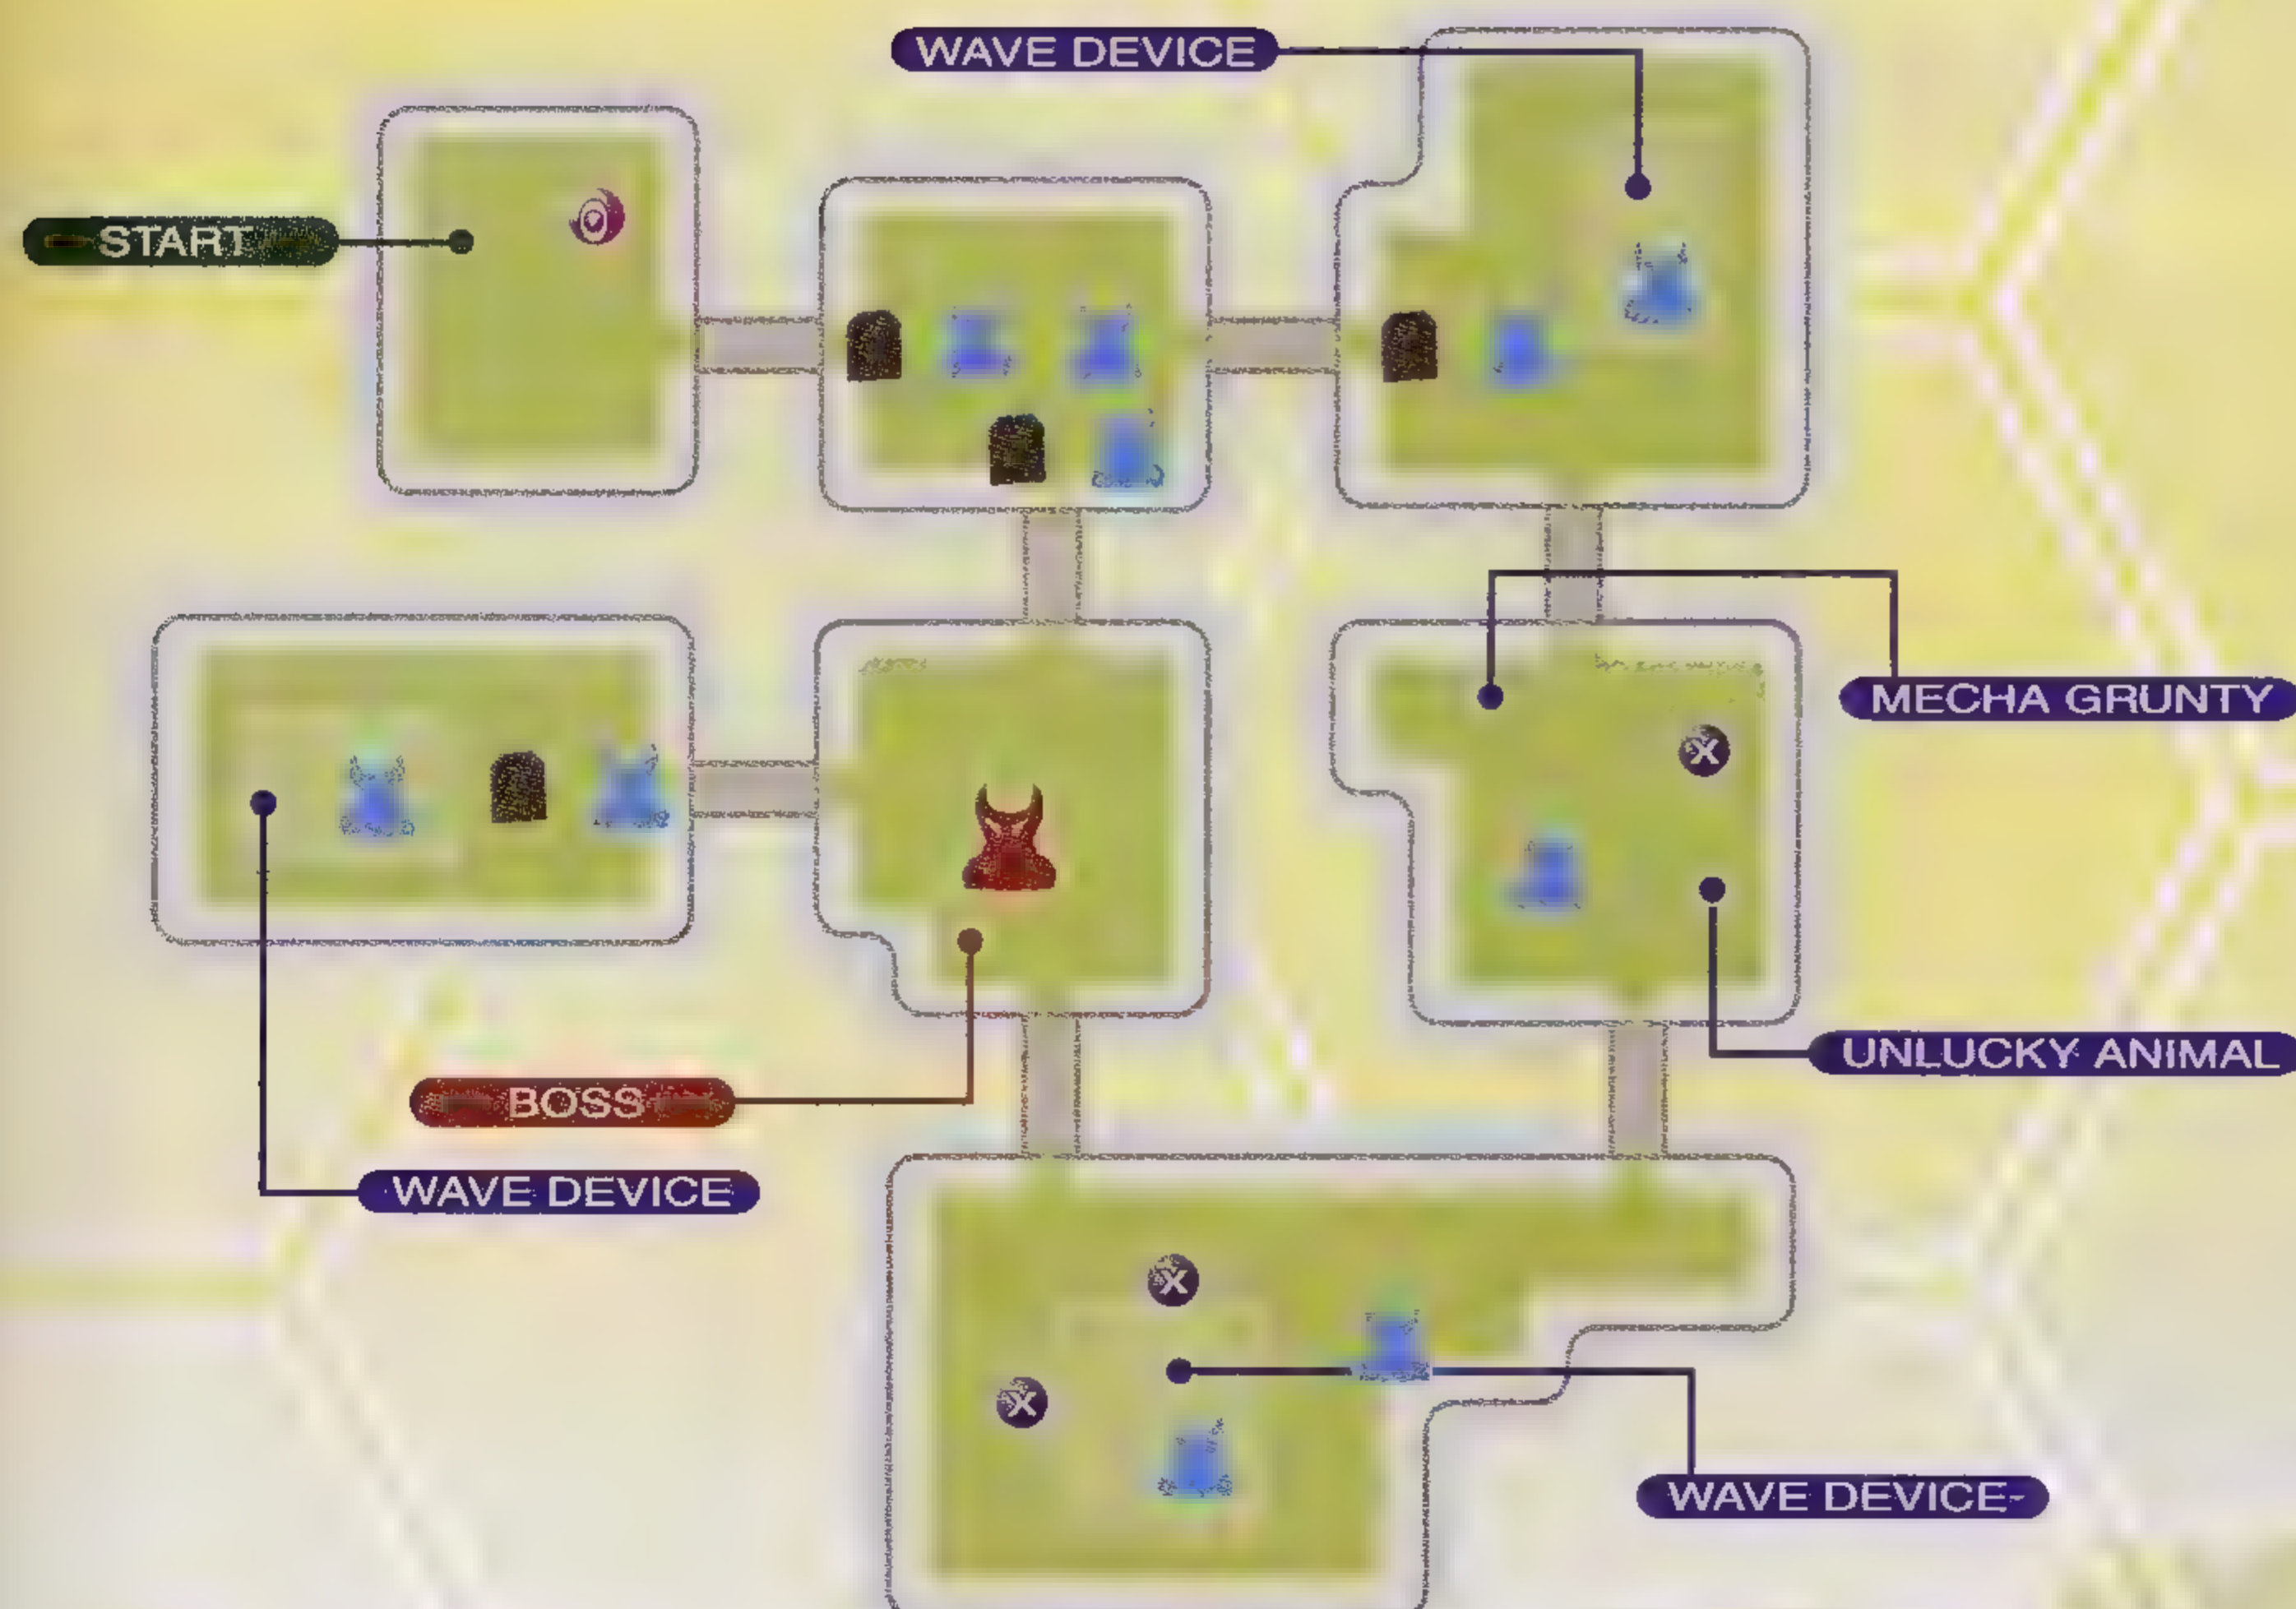 WAVE DEVICE
START
MECHA GRUNTY
UNLUCKY ANIMAL
BOSS
WAVE DEVICE
X
X
X
WAVE DEVICE